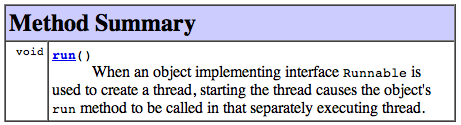 Method Summary
void run()
When an object implementing interface Runnable is
used to create a thread, starting the thread causes the object's
run method to be called in that separately executing thread.